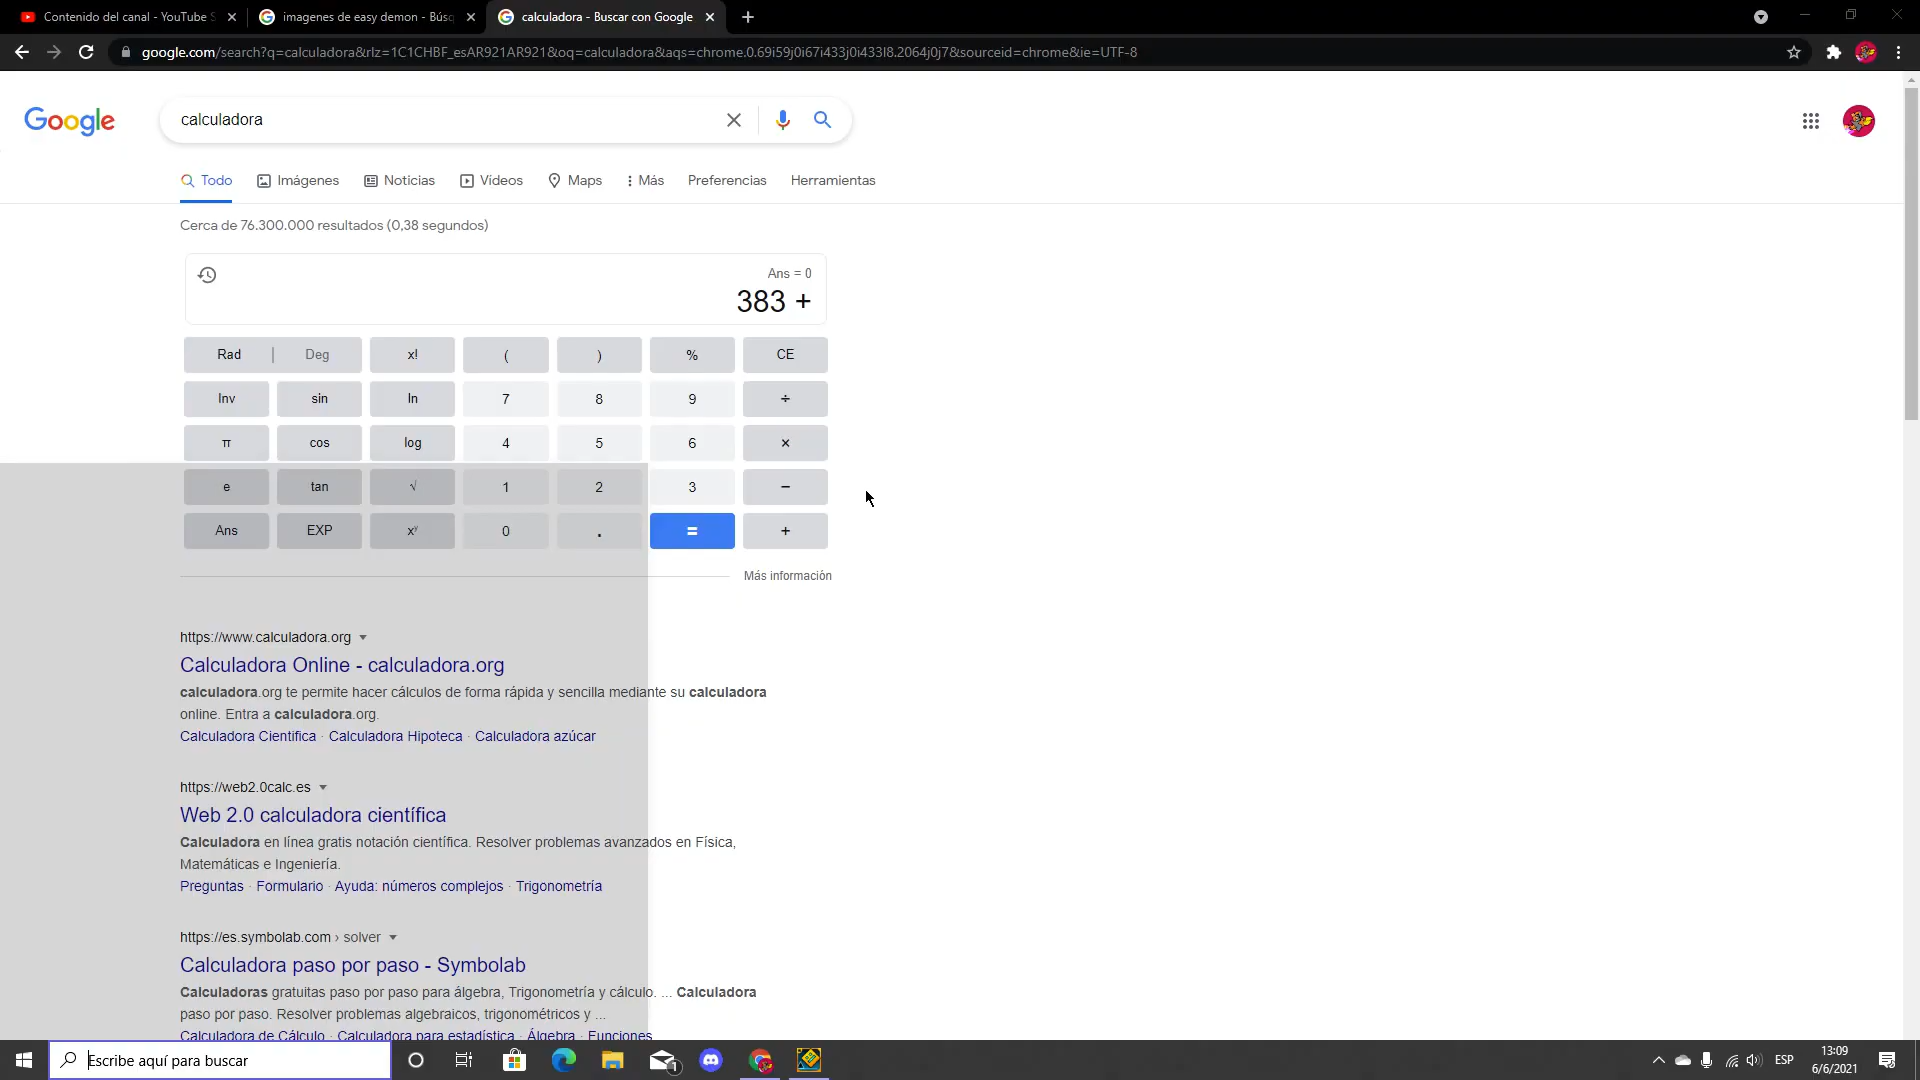 Contenido del canal - YouTube S
imagenes de easy demon - Búsq
calculadora - Buscar con Google
google.com/search?q=calculadora&rlz=1C1CHBF_esAR921AR921&oq=calculadora&aqs=chrome.0.69i59j0i67i433j0i433l8.2064j0j7&sourceid=chrome&ie=UTF-8
Google
calculadora
Todo Imágenes Noticias Vídeos Maps Más Preferencias Herramientas
Cerca de 76.300.000 resultados (0,38 segundos)
Ans = 0
383 +
Rad | Deg x! ( ) % CE
Inv sin ln 7 8 9 ÷
π cos log 4 5 6 ×
e tan √ 1 2 3 −
Ans EXP xʸ 0 . = +
Más información
https://www.calculadora.org
Calculadora Online - calculadora.org
calculadora.org te permite hacer cálculos de forma rápida y sencilla mediante su calculadora
online. Entra a calculadora.org.
Calculadora Cientifica · Calculadora Hipoteca · Calculadora azúcar
https://web2.0calc.es
Web 2.0 calculadora científica
Calculadora en línea gratis notación científica. Resolver problemas avanzados en Física,
Matemáticas e Ingeniería.
Preguntas · Formulario · Ayuda: números complejos · Trigonometría
https://es.symbolab.com › solver
Calculadora paso por paso - Symbolab
Calculadoras gratuitas paso por paso para álgebra, Trigonometría y cálculo. ... Calculadora
paso por paso. Resolver problemas algebraicos, trigonométricos y ...
Calculadora de Cálculo · Calculadora para estadística · Álgebra · Funciones
Escribe aquí para buscar
1
ESP
13:09
6/6/2021